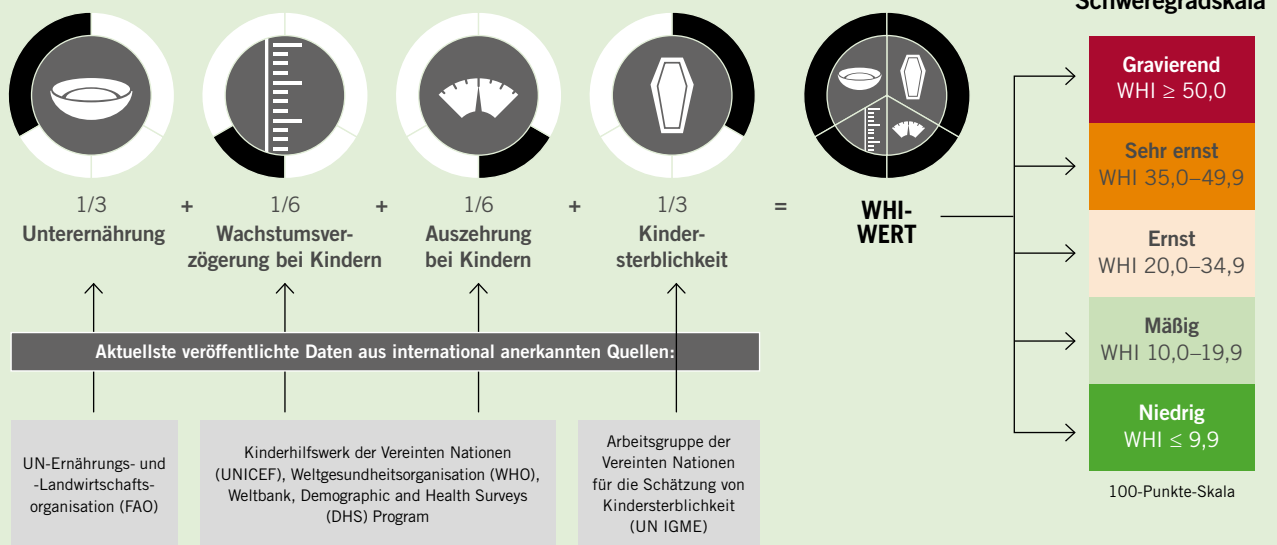 Schweregradskala
1/3 + 1/6 + 1/6 + 1/3 =
Unterernährung
Wachstumsver-
zögerung bei Kindern
Auszehrung
bei Kindern
Kinder-
sterblichkeit
WHI-
WERT
Gravierend
WHI ≥ 50,0
Sehr ernst
WHI 35,0–49,9
Ernst
WHI 20,0–34,9
Mäßig
WHI 10,0–19,9
Niedrig
WHI ≤ 9,9
100-Punkte-Skala
Aktuellste veröffentlichte Daten aus international anerkannten Quellen:
UN-Ernährungs- und
-Landwirtschafts-
organisation (FAO)
Kinderhilfswerk der Vereinten Nationen
(UNICEF), Weltgesundheitsorganisation (WHO),
Weltbank, Demographic and Health Surveys
(DHS) Program
Arbeitsgruppe der
Vereinten Nationen
für die Schätzung von
Kindersterblichkeit
(UN IGME)